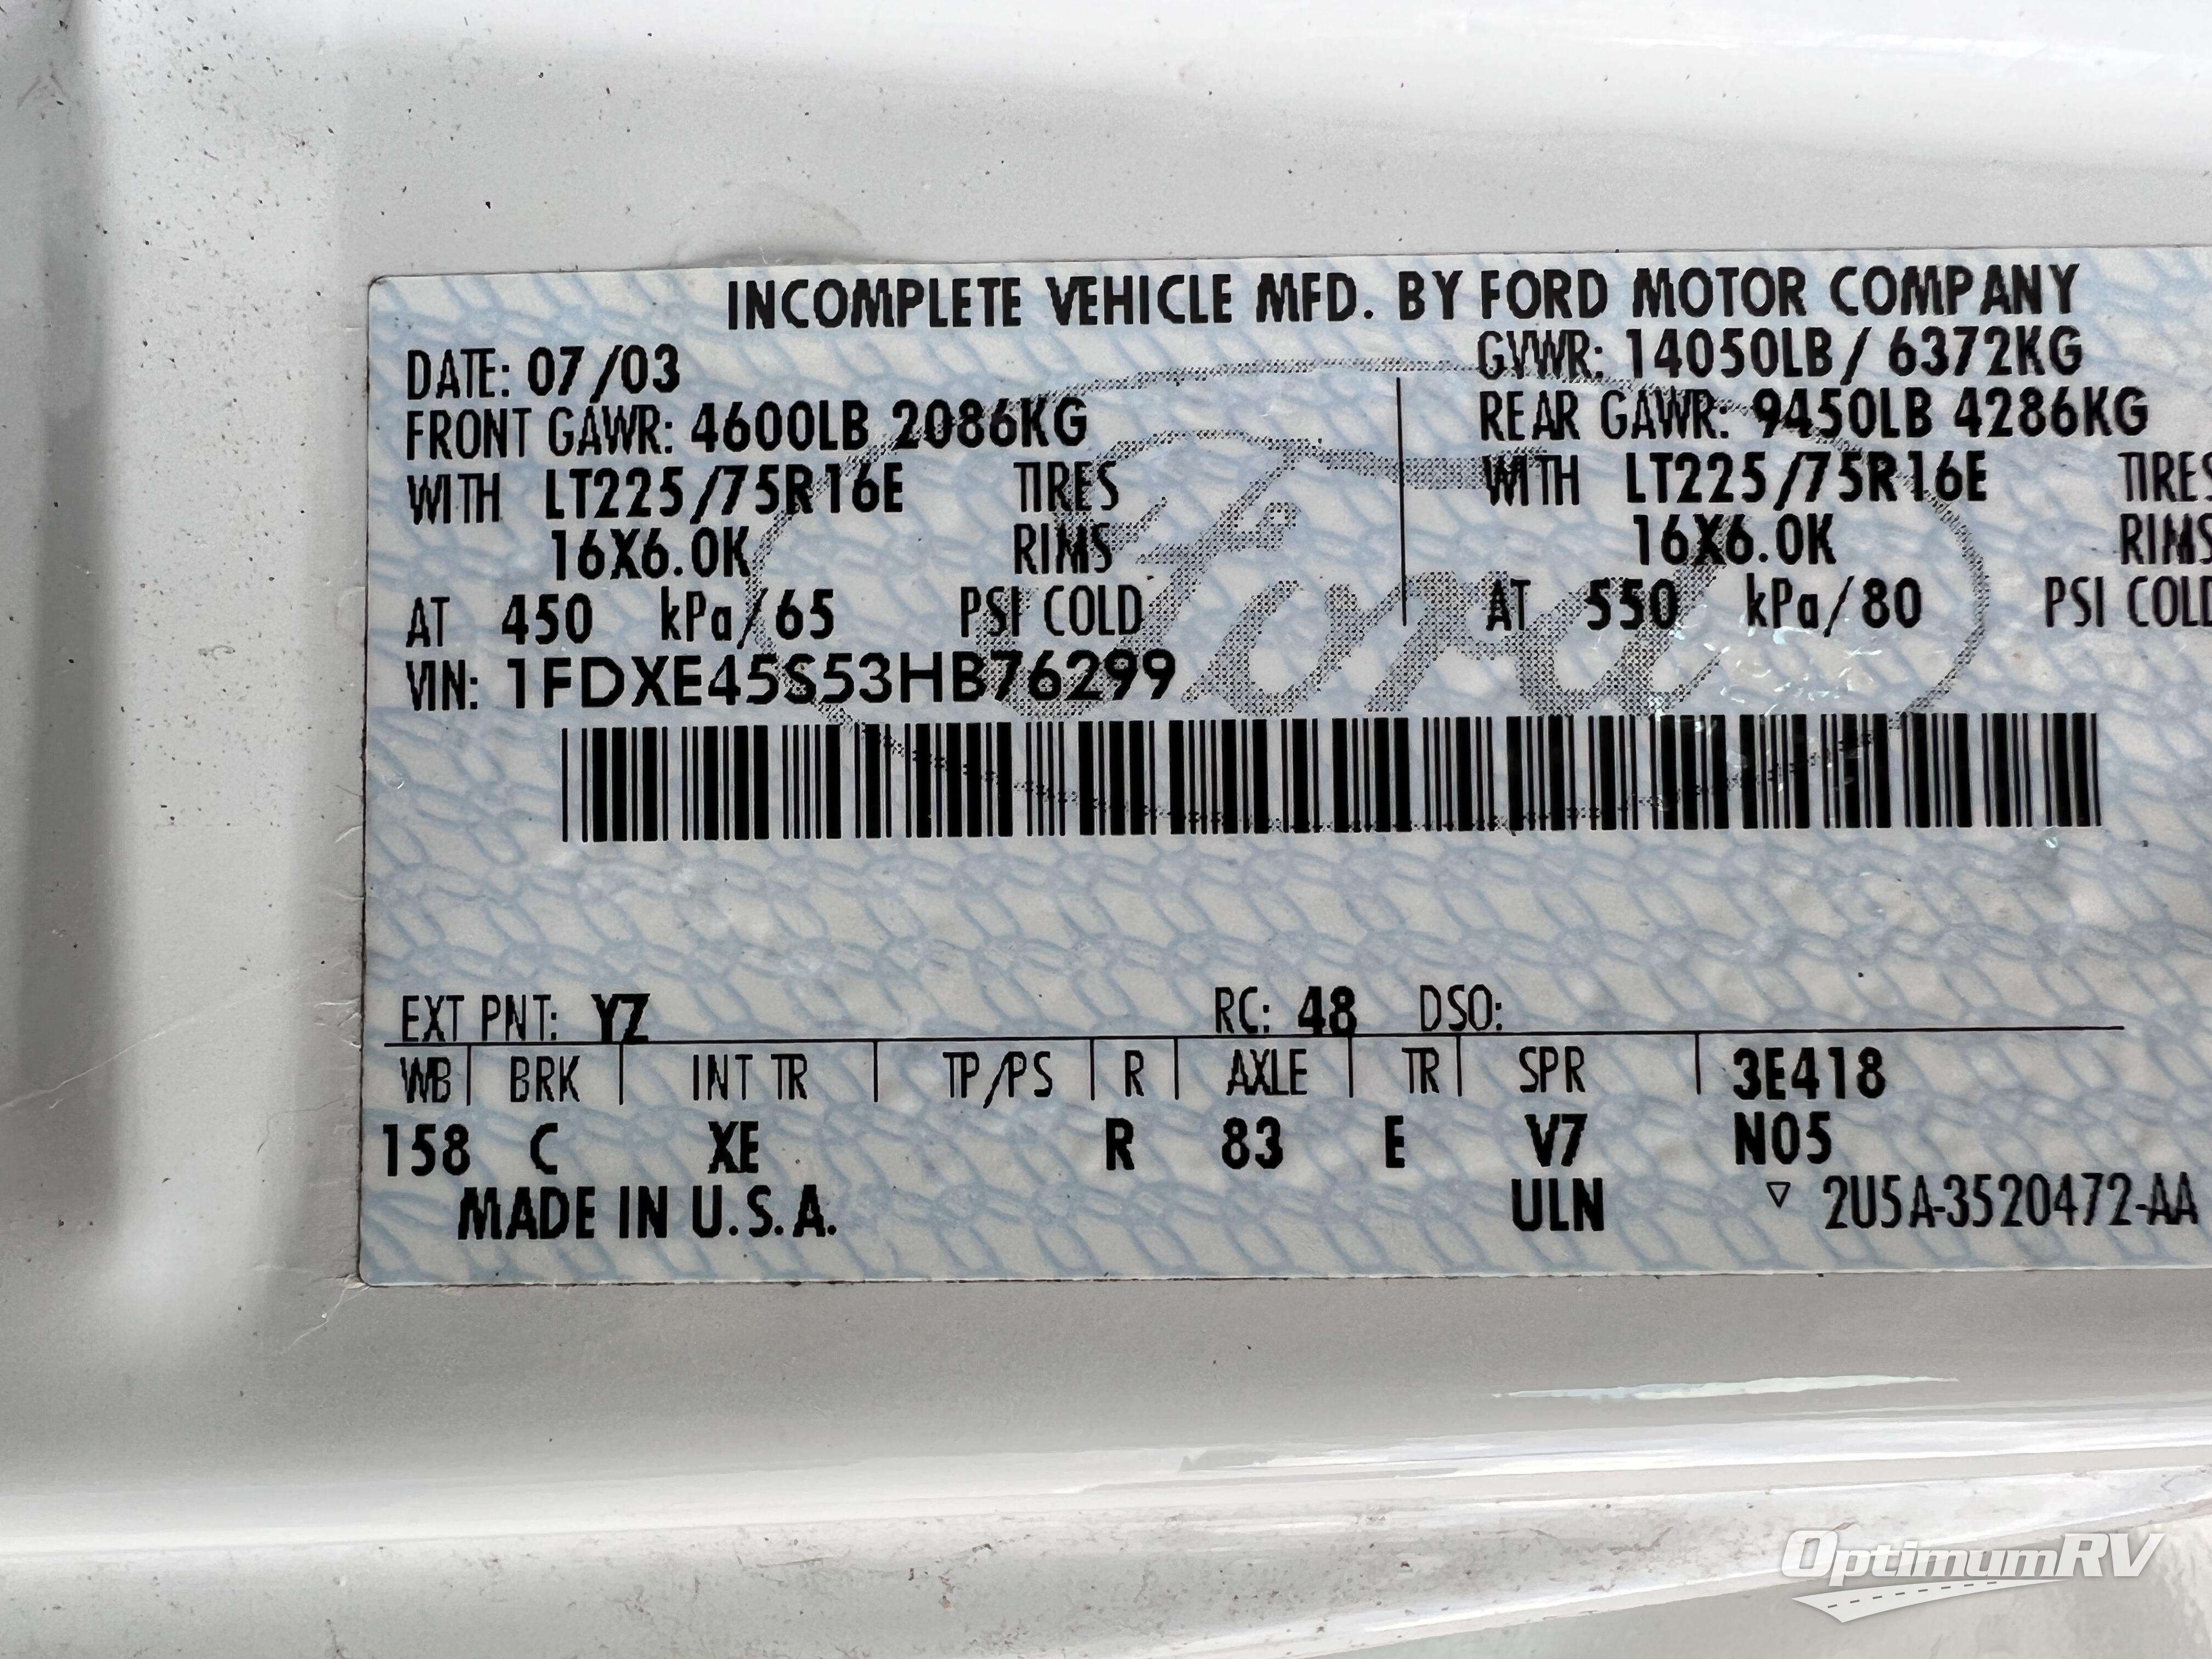 INCOMPLETE VEHICLE MFD. BY FORD MOTOR COMPANY
DATE: 07/03 GVWR: 14050LB/ 6372KG
FRONT GAWR: 4600LB 2086KG REAR GAWR: 9450LB 4286KG
WITH LT225/75R16E TIRES WITH LT225/75R16E TIRES
16X6.0K RIMS 16X6.0K RIMS
AT 450 kPa/65 PSI COLD AT 550 kPa/80 PSI COLD
VIN: 1FDXE45S53HB76299
Ford
EXT PNT: YZ RC: 48 DSO:
WB BRK INT TR TP/PS R AXLE TR SPR 3E418
158 C XE R 83 E V7 N05
MADE IN U.S.A. ULN 2U5A-3520472-AA
OptimumRV